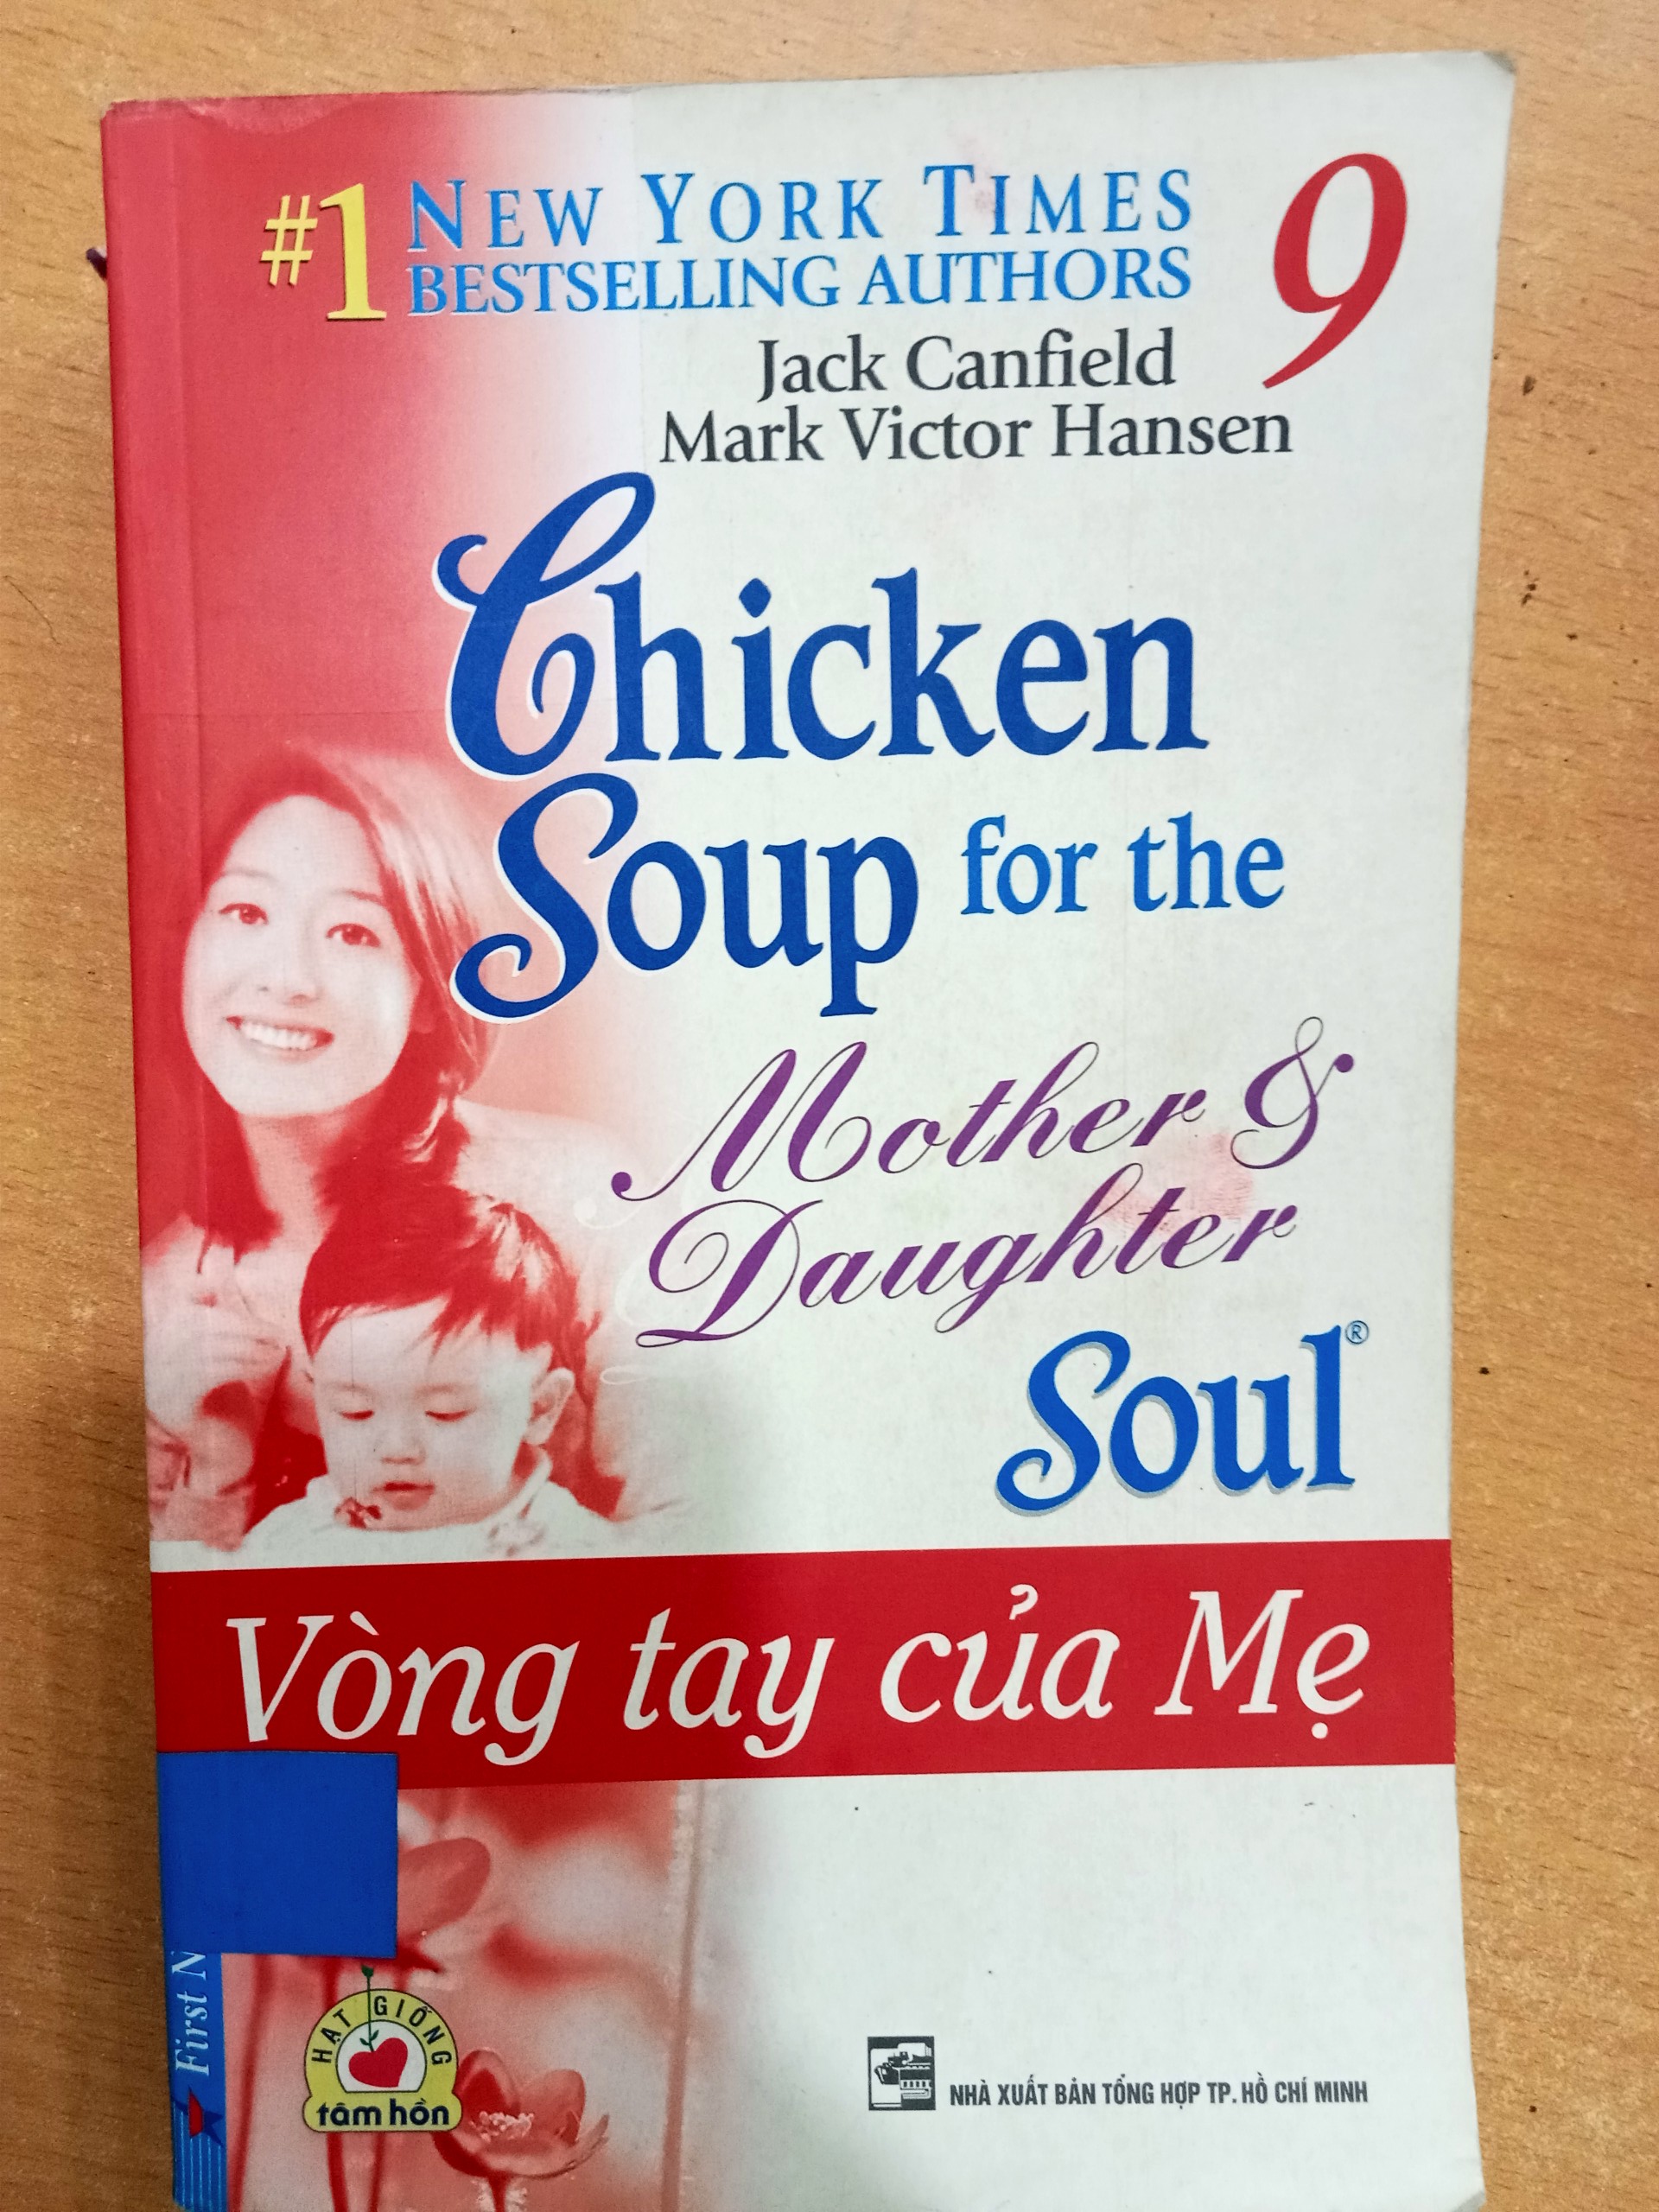 #1 NEW YORK TIMES
BESTSELLING AUTHORS
9
Jack Canfield
Mark Victor Hansen
Chicken
Soup for the
Mother &
Daughter
Soul®
Vòng tay của Mẹ
First N
HẠT GIỐNG
tâm hồn
NHÀ XUẤT BẢN TỔNG HỢP TP. HỒ CHÍ MINH